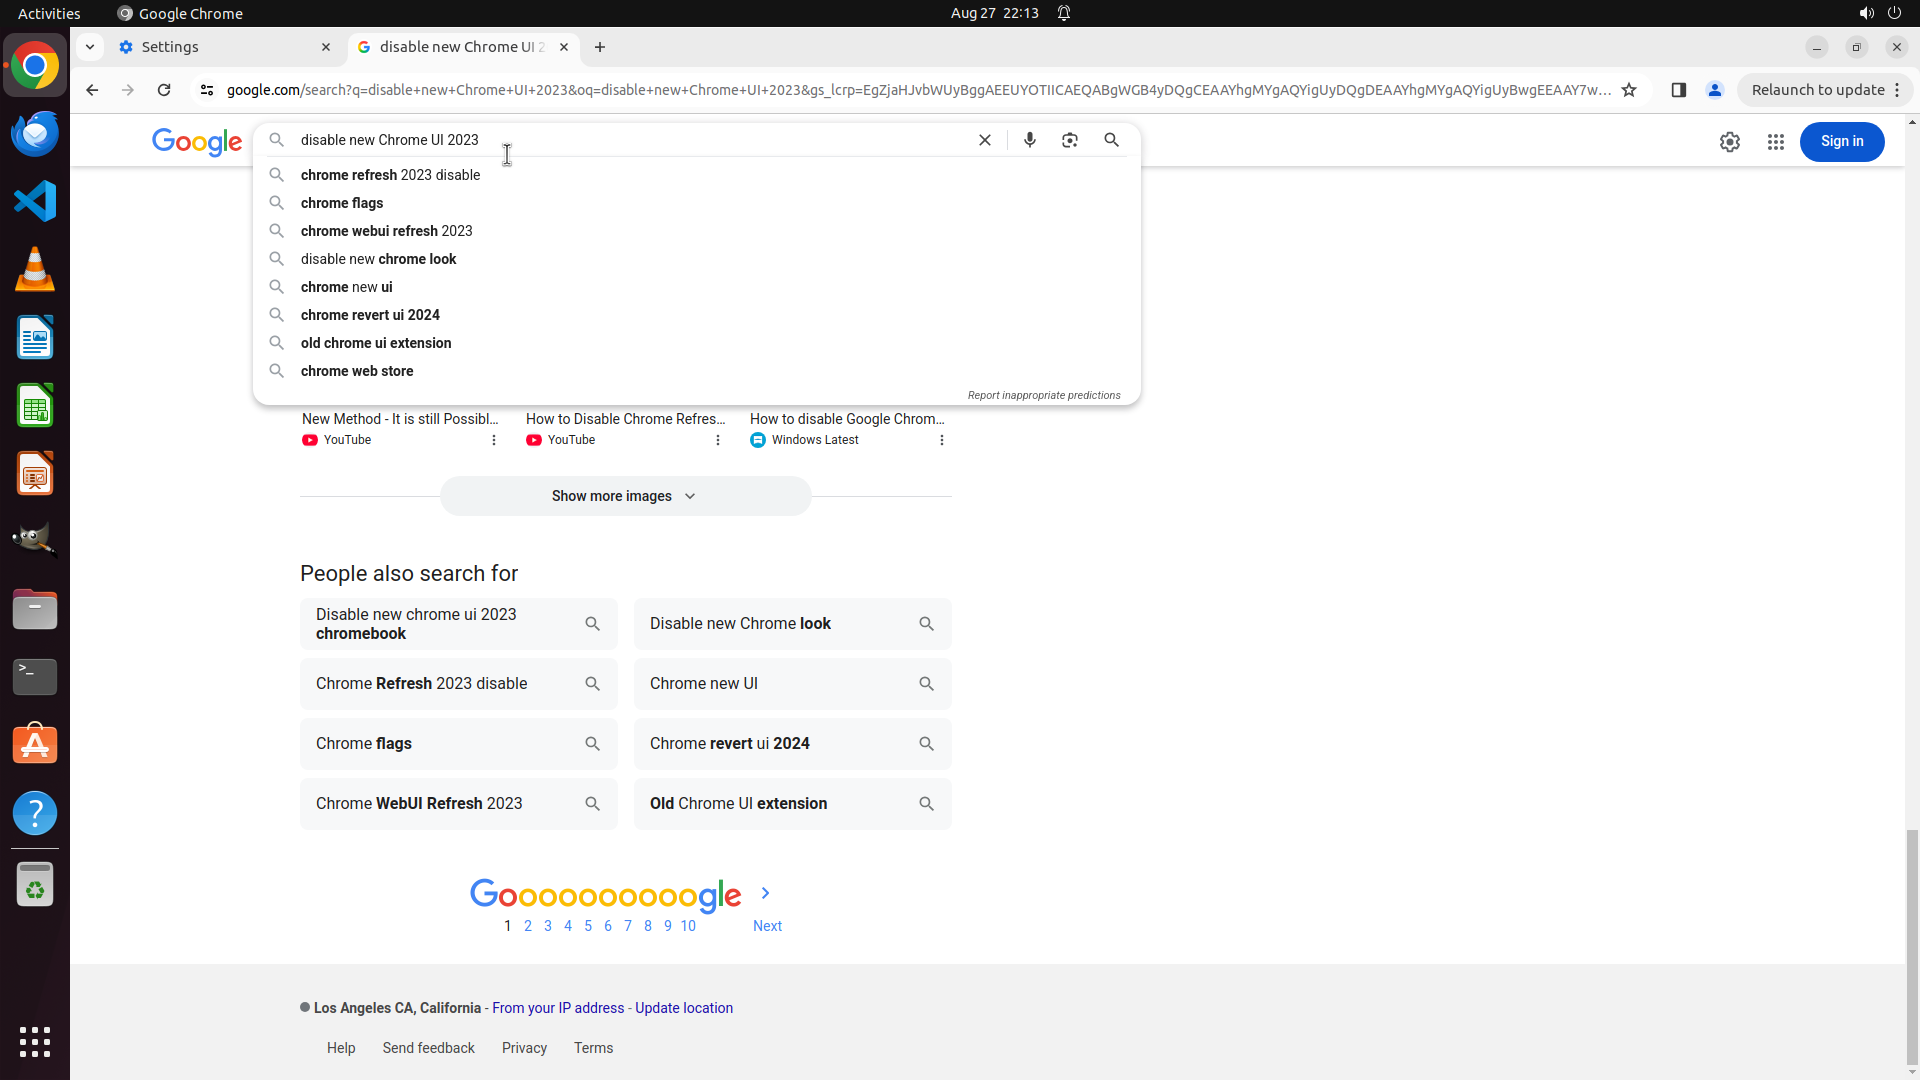 Activities
Google Chrome
Aug 27 22:13
Settings
disable new Chrome UI 2
google.com/search?q=disable+new+Chrome+UI+2023&oq=disable+new+Chrome+UI+2023&gs_lcrp=EgZjaHJvbWUyBggAEEUYOTIICAEQABgWGB4yDQgCEAAYhgMYgAQYigUyDQgDEAAYhgMYgAQYigUyBwgEEAAY7w...
Relaunch to update
Google
disable new Chrome UI 2023
Sign in
chrome refresh 2023 disable
chrome flags
chrome webui refresh 2023
disable new chrome look
chrome new ui
chrome revert ui 2024
old chrome ui extension
chrome web store
Report inappropriate predictions
New Method - It is still Possibl...
YouTube
How to Disable Chrome Refres...
YouTube
How to disable Google Chrom...
Windows Latest
Show more images
People also search for
Disable new chrome ui 2023
chromebook
Disable new Chrome look
Chrome Refresh 2023 disable
Chrome new UI
Chrome flags
Chrome revert ui 2024
Chrome WebUI Refresh 2023
Old Chrome UI extension
Goooooooooogle
1 2 3 4 5 6 7 8 9 10
Next
Los Angeles CA, California - From your IP address - Update location
Help
Send feedback
Privacy
Terms